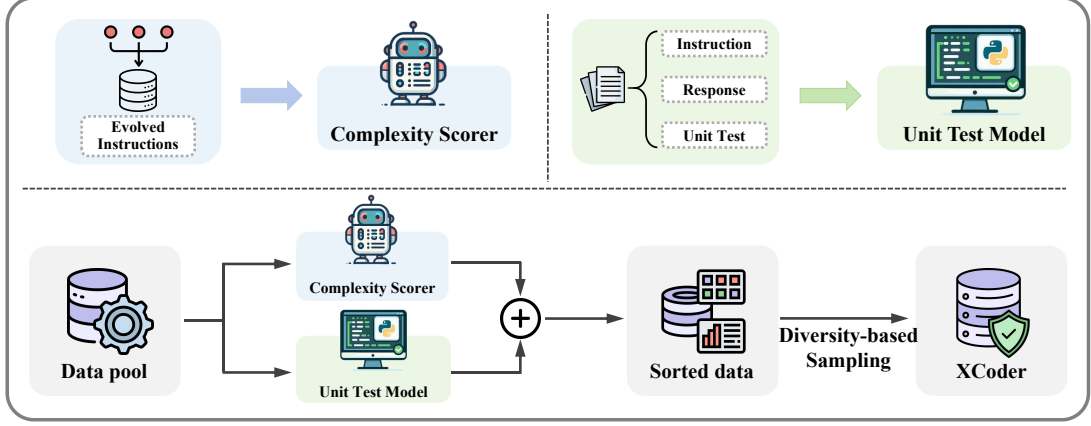 Evolved
Instructions
Complexity Scorer
Instruction
Response
Unit Test
Unit Test Model
Data pool
Complexity Scorer
Unit Test Model
Sorted data
Diversity-based
Sampling
XCoder